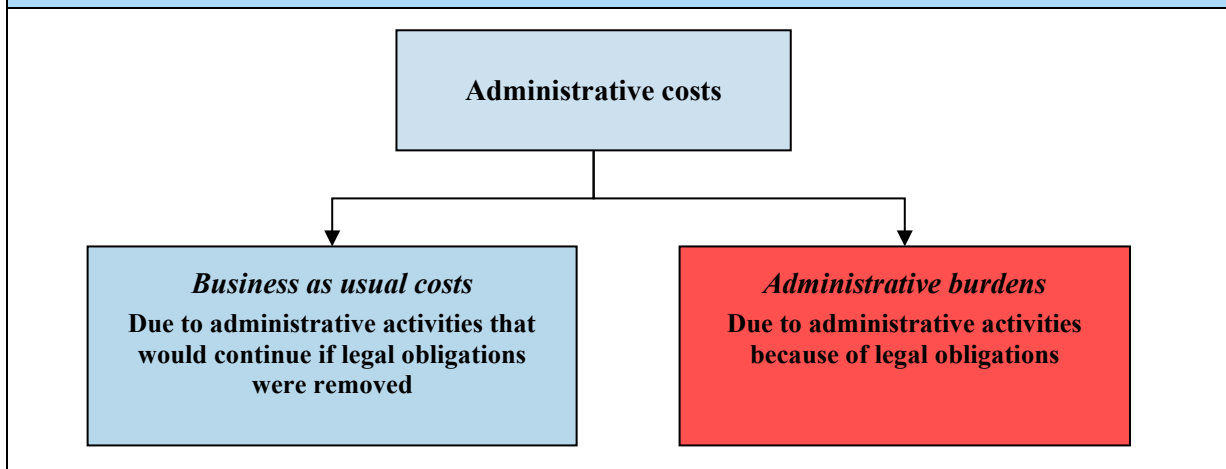 Administrative costs
Business as usual costs
Due to administrative activities that
would continue if legal obligations
were removed
Administrative burdens
Due to administrative activities
because of legal obligations